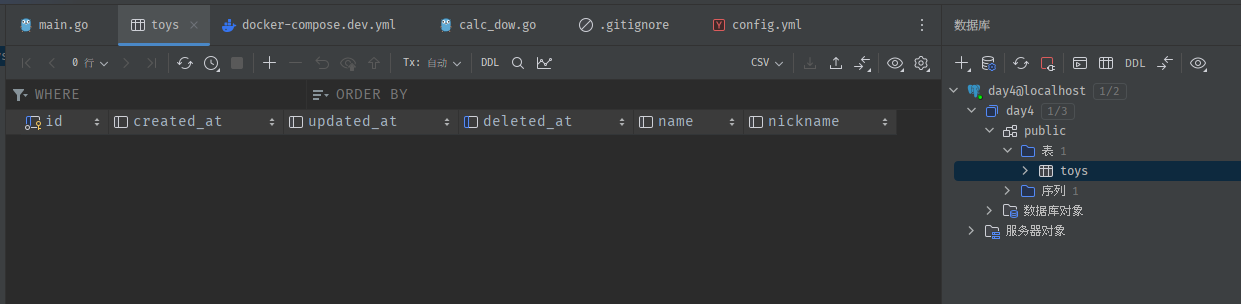 main.go toys docker-compose.dev.yml calc_dow.go .gitignore config.yml
0 行 Tx: 自动 DDL CSV
WHERE ORDER BY
id created_at updated_at deleted_at name nickname
数据库
DDL
day4@localhost 1/2
day4 1/3
public
表 1
toys
序列 1
数据库对象
服务器对象